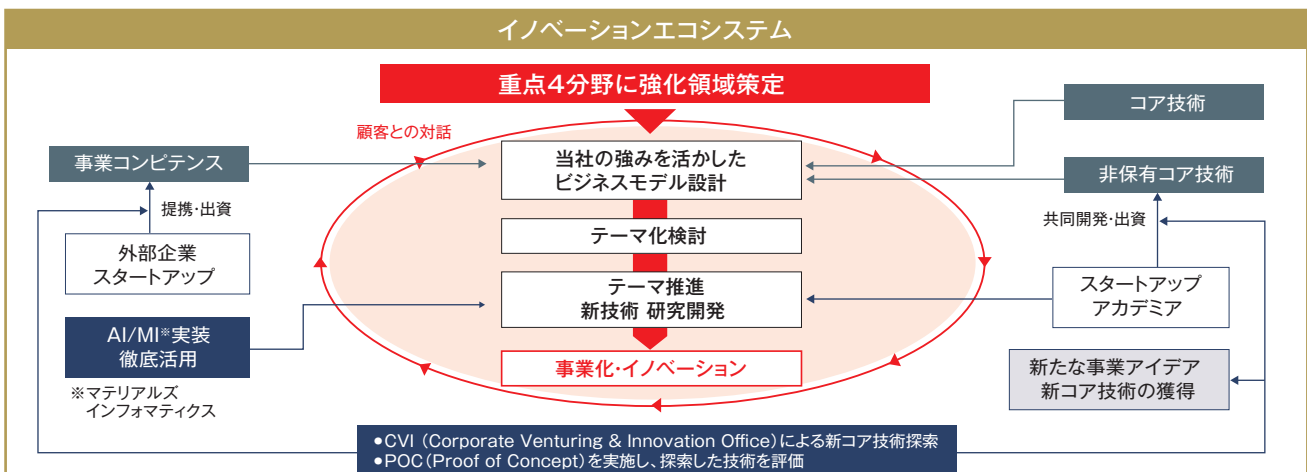 イノベーションエコシステム
重点4分野に強化領域策定
顧客との対話
コア技術
事業コンピテンス
当社の強みを活かした
ビジネスモデル設計
非保有コア技術
提携・出資
共同開発・出資
外部企業
スタートアップ
テーマ化検討
テーマ推進
新技術 研究開発
スタートアップ
アカデミア
AI/MI※実装
徹底活用
※マテリアルズ
インフォマティクス
事業化・イノベーション
新たな事業アイデア
新コア技術の獲得
●CVI (Corporate Venturing & Innovation Office)による新コア技術探索
●POC(Proof of Concept)を実施し、探索した技術を評価